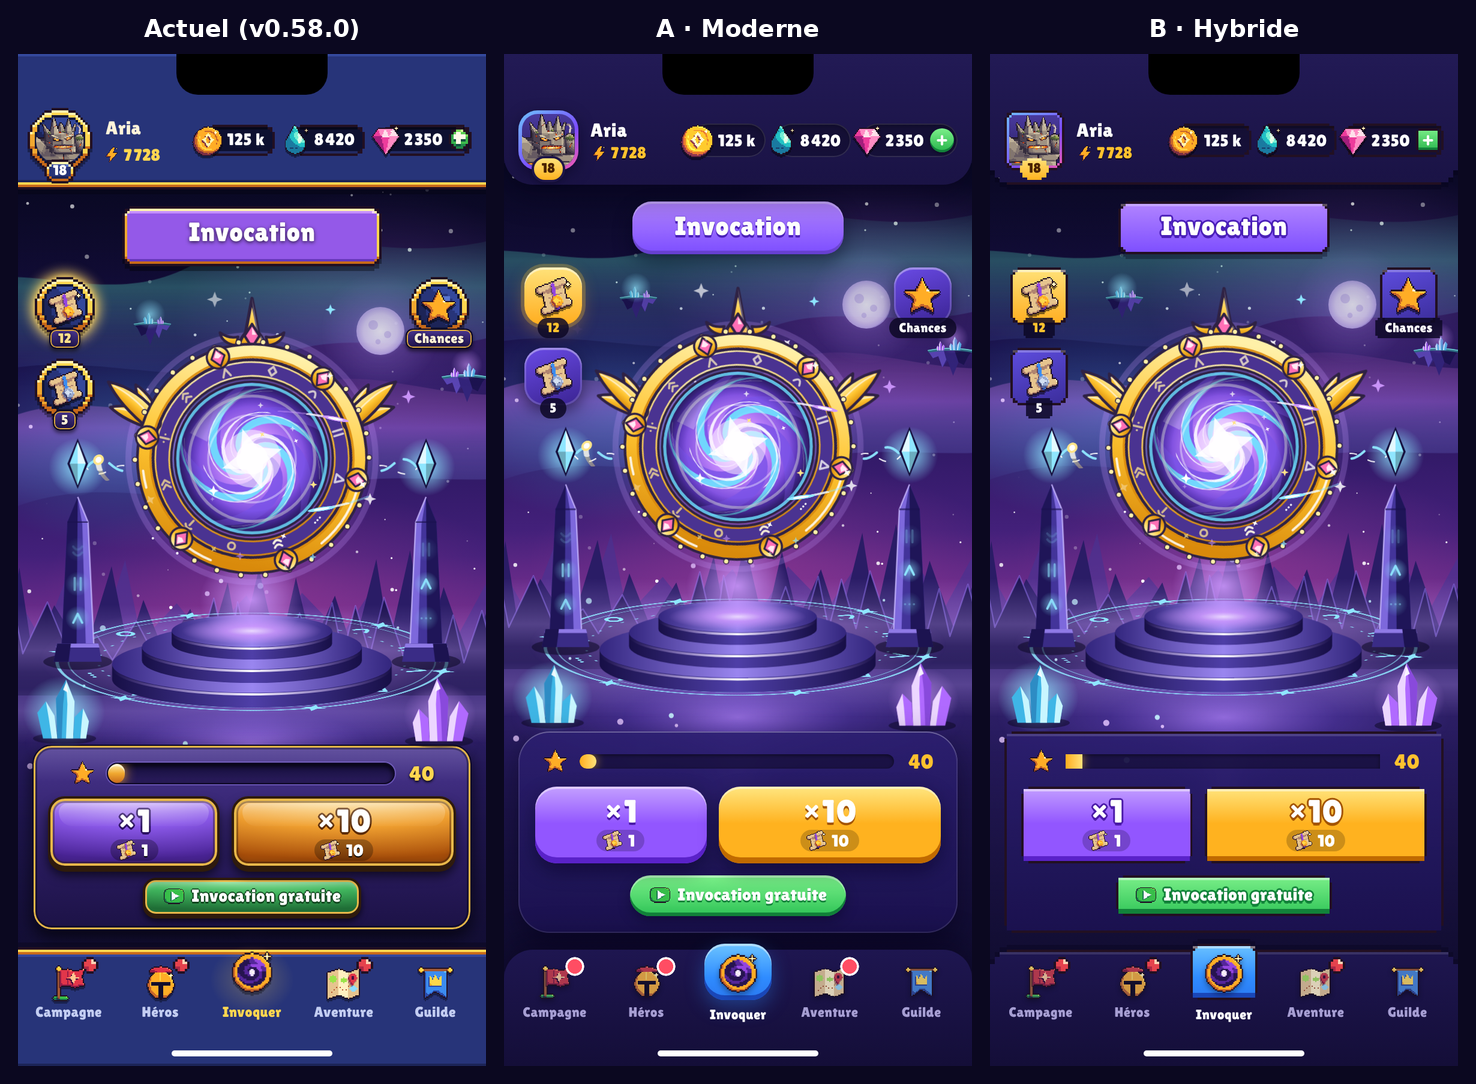 Actuel (v0.58.0)
Aria
7728
18
125 k
8420
2350
Invocation
12
Chances
5
40
×1
1
×10
10
Invocation gratuite
Campagne
Héros
Invoquer
Aventure
Guilde
A · Moderne
Aria
7728
18
125 k
8420
2350
Invocation
12
Chances
5
40
×1
1
×10
10
Invocation gratuite
Campagne
Héros
Invoquer
Aventure
Guilde
B · Hybride
Aria
7728
18
125 k
8420
2350
Invocation
12
Chances
5
40
×1
1
×10
10
Invocation gratuite
Campagne
Héros
Invoquer
Aventure
Guilde